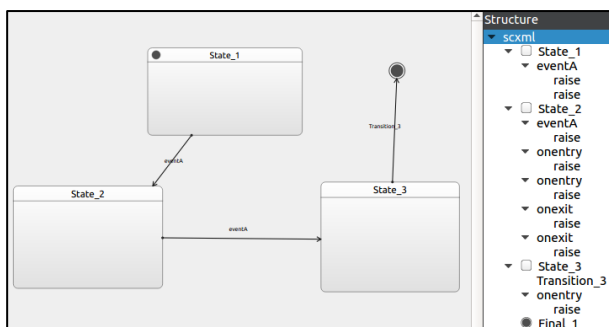 State_1
Transition_3
eventA
State_2
State_3
eventA
Structure
scxml
State_1
eventA
raise
raise
State_2
eventA
raise
onentry
raise
onentry
raise
onexit
raise
onexit
raise
State_3
Transition_3
onentry
raise
Final_1